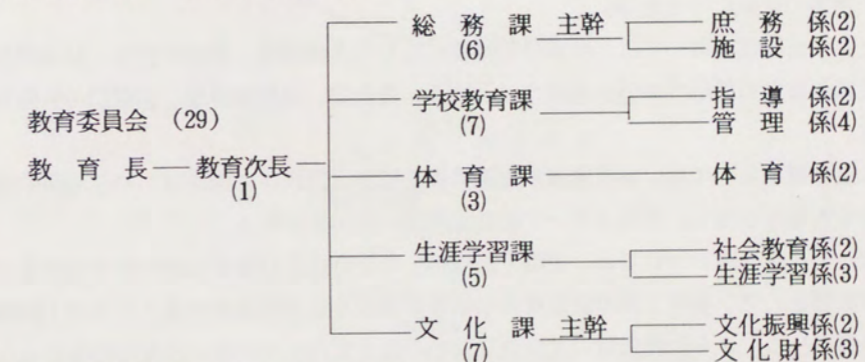 総務課 主幹 庶務係(2)
(6) 施設係(2)
学校教育課 指導係(2)
(7) 管理係(4)
教育委員会 (29)
教育長 教育次長 体育課 体育係(2)
(1) (3)
生涯学習課 社会教育係(2)
(5) 生涯学習係(3)
文化課 主幹 文化振興係(2)
(7) 文化財係(3)